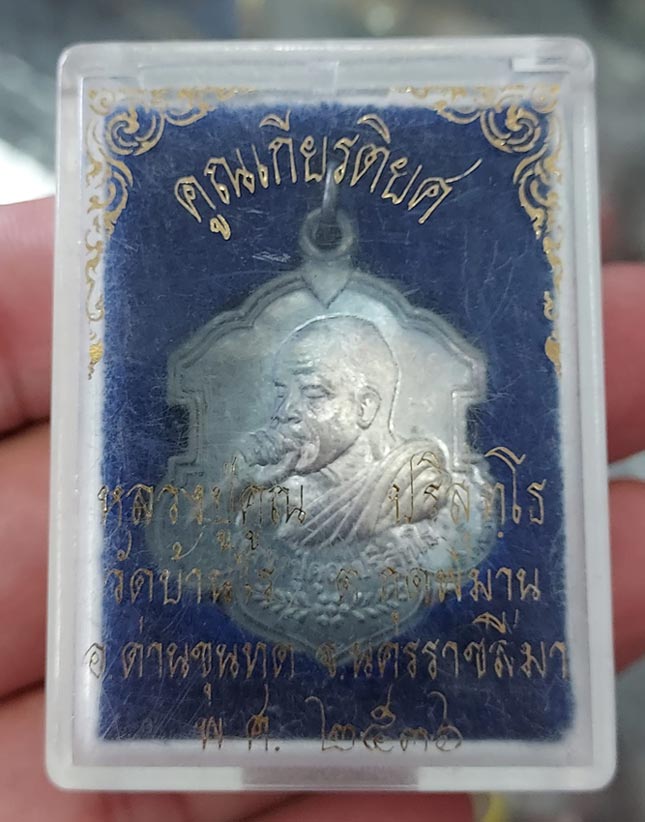 คูณเกียรติยศ
หลวงปู่คูณ ปริสุทฺโธ
วัดบ้านไร่ ต.กุดพิมาน
อ.ด่านขุนทด จ.นครราชสีมา
พ.ศ. ๒๕๓๖